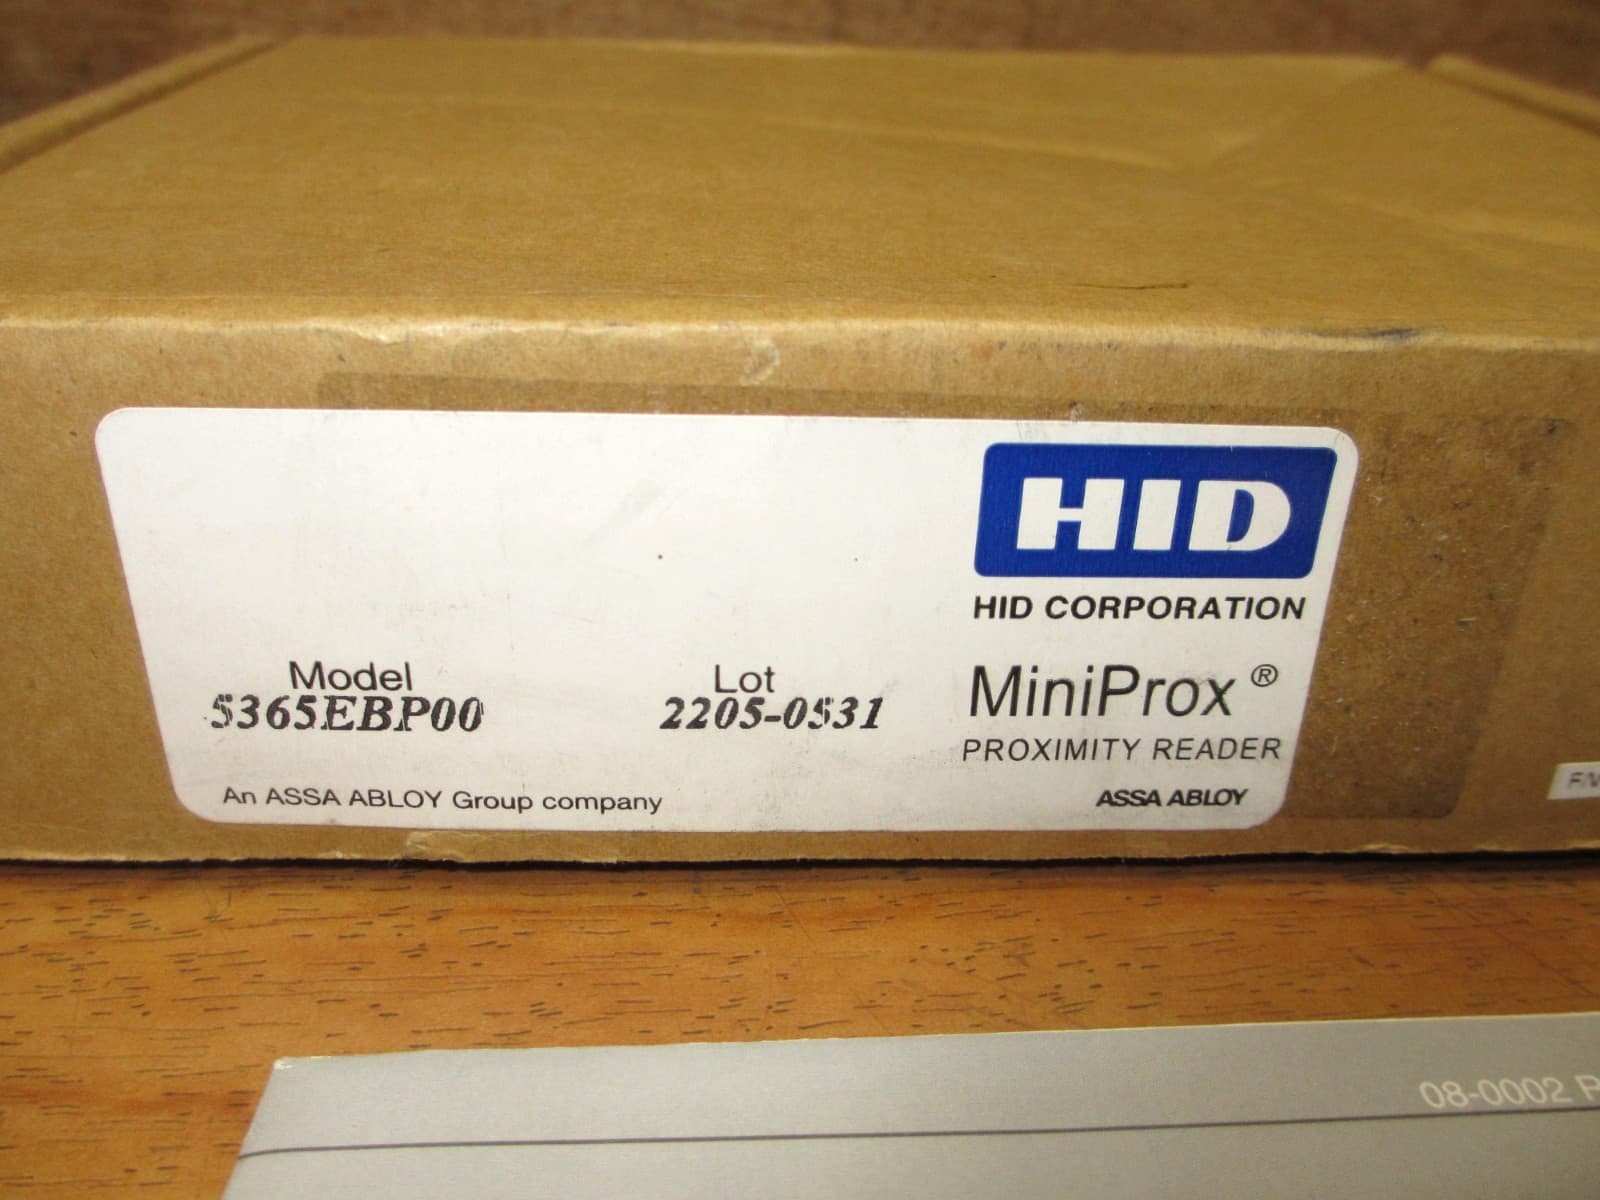 HID
HID CORPORATION
Model
5365EBP00
Lot
2205-0531
MiniProx®
PROXIMITY READER
An ASSA ABLOY Group company
ASSA ABLOY
08-0002